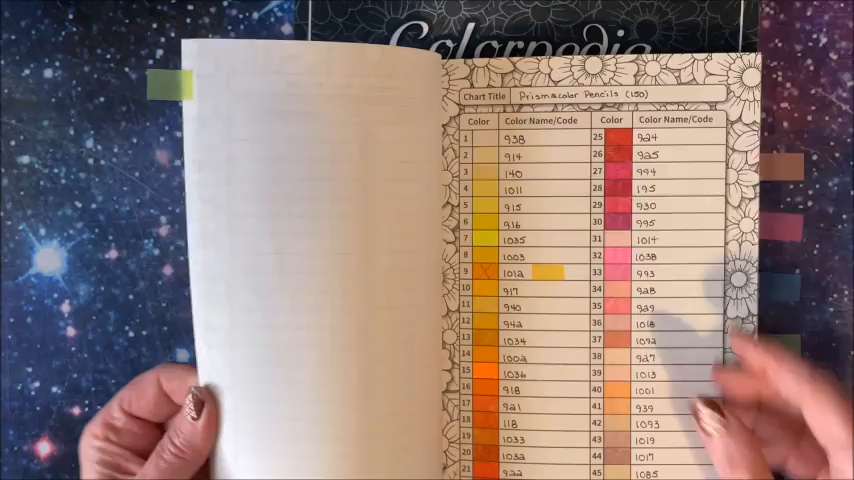 Colorpedia
Chart Title Prismacolor Pencils (150)
Color Color Name/Code Color Color Name/Code
1 938 25 924
2 914 26 925
3 140 27 994
4 1011 28 195
5 915 29 930
6 916 30 995
7 1035 31 1014
8 1003 32 1038
9 1012 33 993
10 917 34 928
11 940 35 929
12 942 36 1018
13 1034 37 1092
14 1002 38 927
15 1036 39 1013
16 918 40 1001
17 921 41 939
18 118 42 1093
19 1033 43 1019
20 1032 44 1017
21 922 45 1085